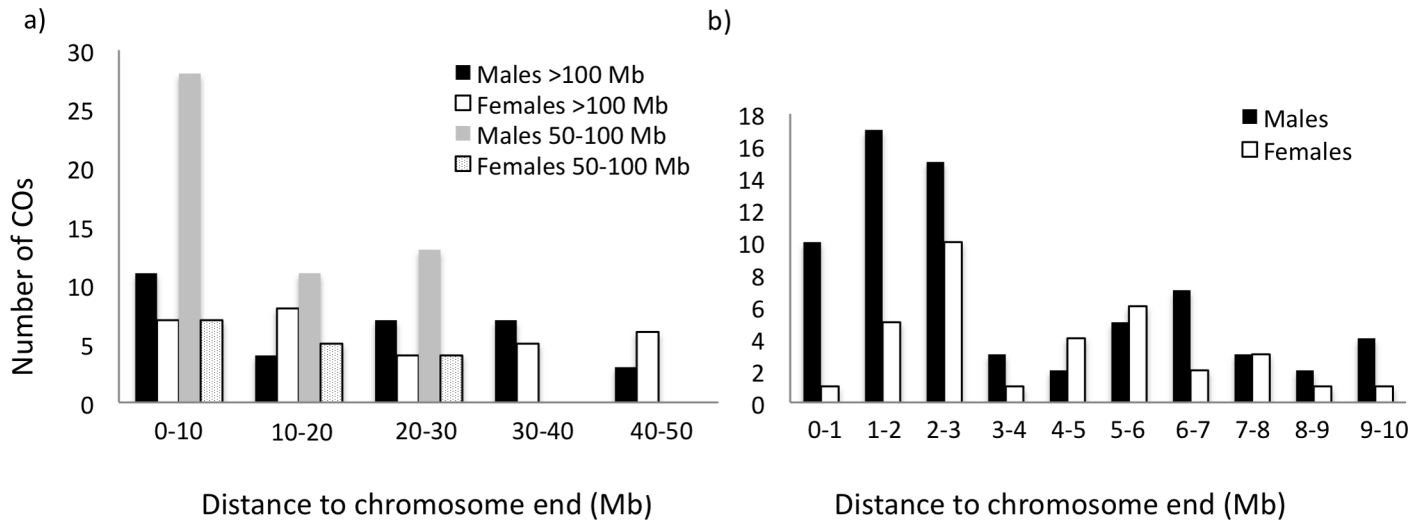 a)
30
25
20
15
10
5
0
Number of COs
Males >100 Mb
Females >100 Mb
Males 50-100 Mb
Females 50-100 Mb
0-10 10-20 20-30 30-40 40-50
Distance to chromosome end (Mb)
b)
18
16
14
12
10
8
6
4
2
0
Males
Females
0-1 1-2 2-3 3-4 4-5 5-6 6-7 7-8 8-9 9-10
Distance to chromosome end (Mb)